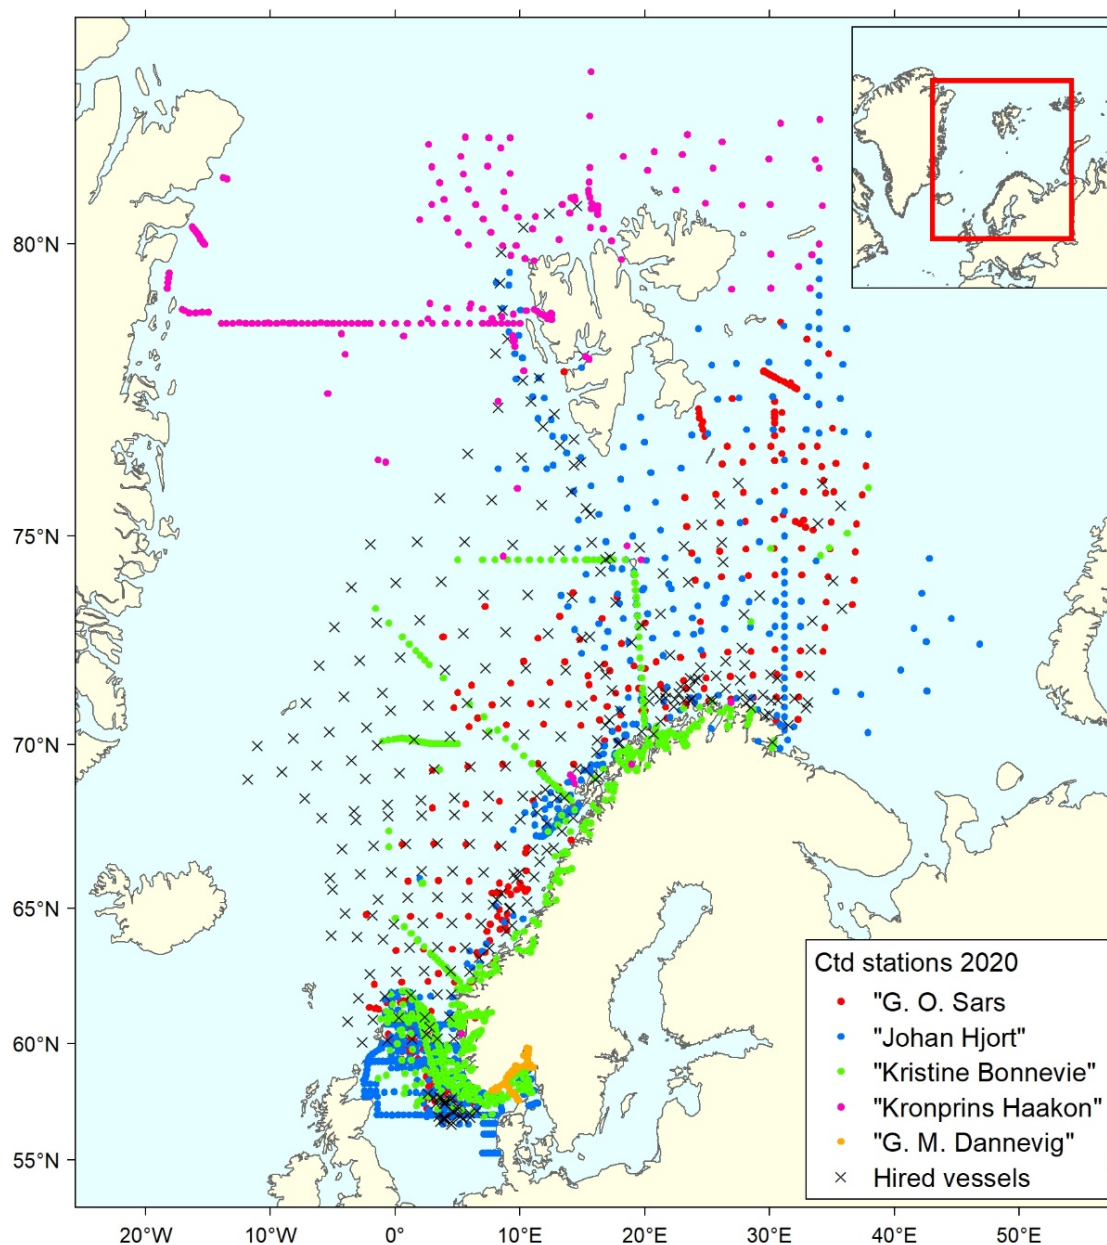 80°N
75°N
70°N
65°N
60°N
55°N
Ctd stations 2020
"G. O. Sars
"Johan Hjort"
"Kristine Bonnevie"
"Kronprins Haakon"
"G. M. Dannevig"
Hired vessels
20°W
10°W
0°
10°E
20°E
30°E
40°E
50°E